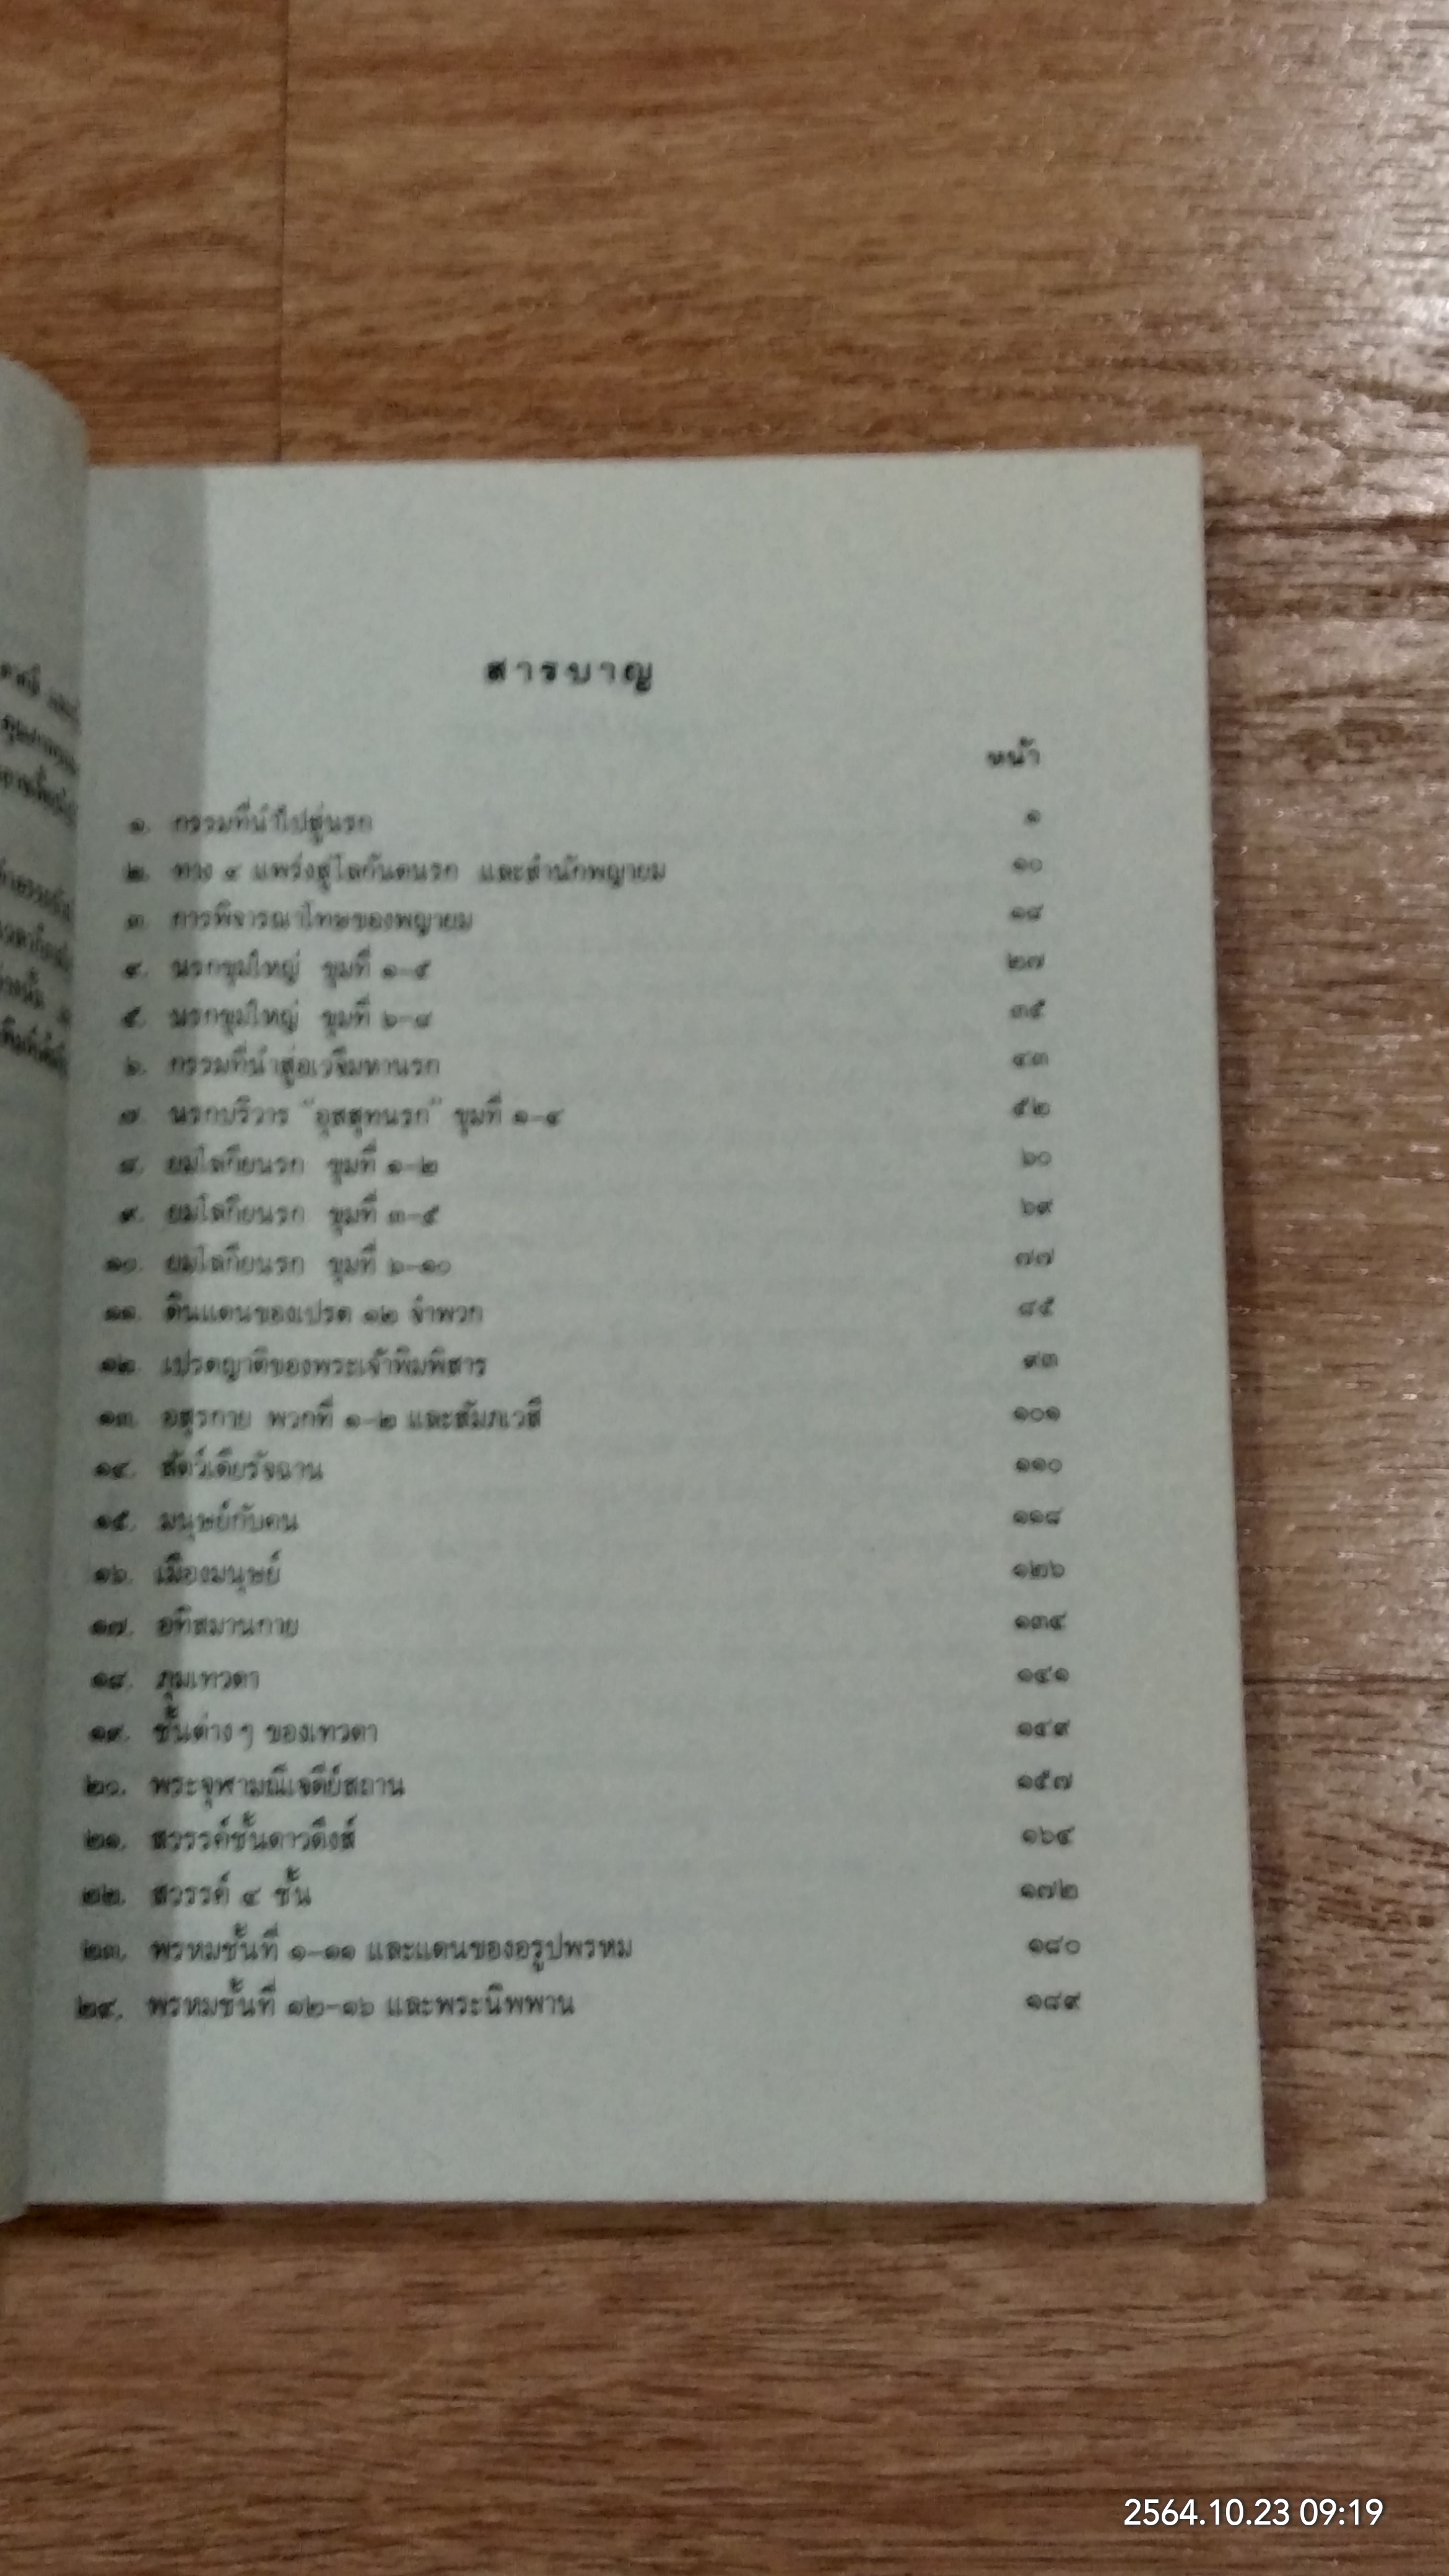 สารบาญ
หน้า
๑. กรรมที่นำไปสู่นรก ๑
๒. ทาง ๔ แพร่งสู่โลกันตนรก และสำนักพญายม ๑๐
๓. การพิจารณาโทษของพญายม ๑๘
๔. นรกขุมใหญ่ ขุมที่ ๑-๕ ๒๗
๕. นรกขุมใหญ่ ขุมที่ ๖-๘ ๓๕
๖. กรรมที่นำสู่อเวจีมหานรก ๔๓
๗. นรกบริวาร "อุสสุทนรก" ขุมที่ ๑-๔ ๕๒
๘. ยมโลกียนรก ขุมที่ ๑-๒ ๖๐
๙. ยมโลกียนรก ขุมที่ ๓-๕ ๖๙
๑๐. ยมโลกียนรก ขุมที่ ๖-๑๐ ๗๗
๑๑. ดินแดนของเปรต ๑๒ จำพวก ๘๕
๑๒. เปรตญาติของพระเจ้าพิมพิสาร ๙๓
๑๓. อสุรกาย พวกที่ ๑-๒ และสัมภเวสี ๑๐๑
๑๔. สัตว์เดียรัจฉาน ๑๑๐
๑๕. มนุษย์กับคน ๑๑๘
๑๖. เมืองมนุษย์ ๑๒๖
๑๗. อทิสมานกาย ๑๓๔
๑๘. ภุมเทวดา ๑๔๑
๑๙. ชั้นต่างๆ ของเทวดา ๑๔๙
๒๐. พระจุฬามณีเจดีย์สถาน ๑๕๗
๒๑. สวรรค์ชั้นดาวดึงส์ ๑๖๔
๒๒. สวรรค์ ๔ ชั้น ๑๗๒
๒๓. พรหมชั้นที่ ๑-๑๑ และแดนของอรูปพรหม ๑๘๐
๒๔. พรหมชั้นที่ ๑๒-๑๖ และพระนิพพาน ๑๘๙
2564.10.23 09:19